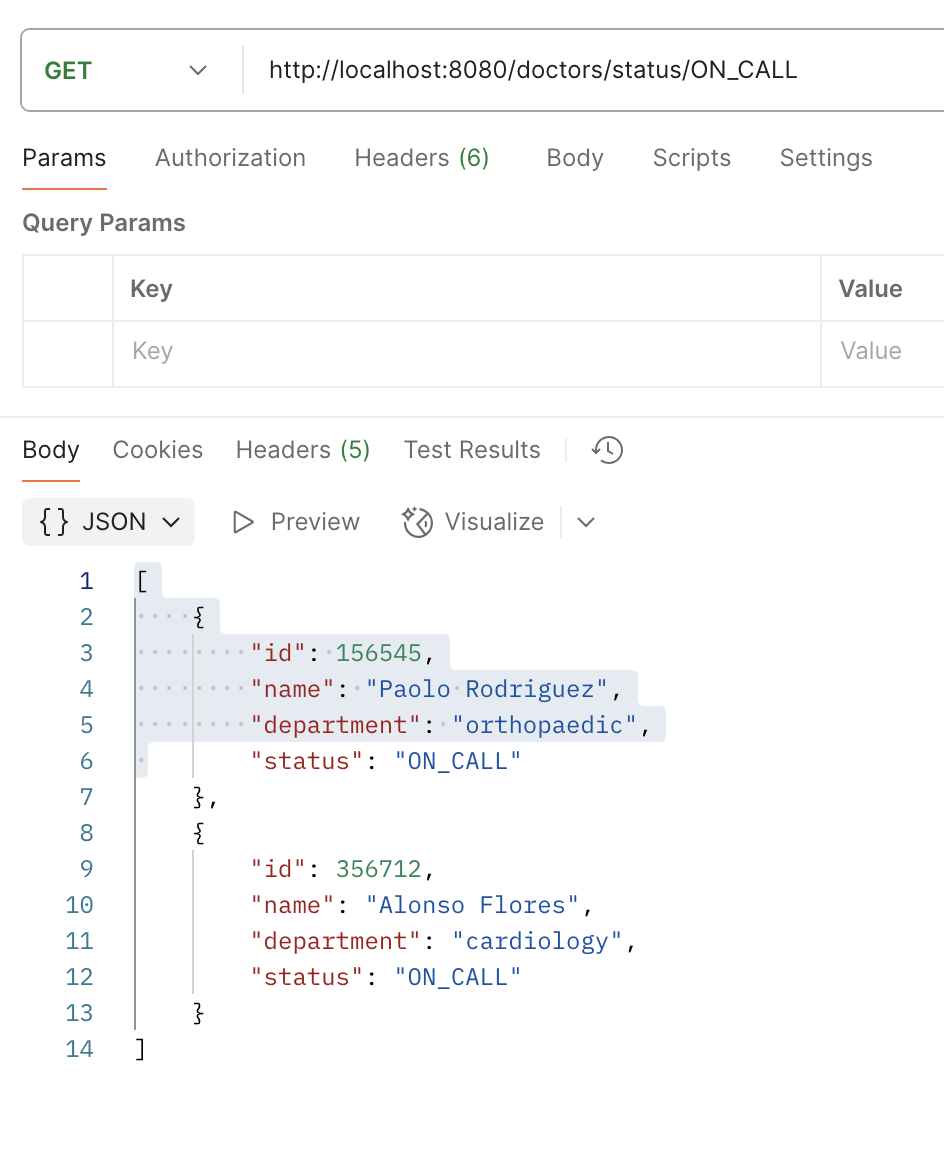 GET http://localhost:8080/doctors/status/ON_CALL
Params Authorization Headers (6) Body Scripts Settings
Query Params
Key Value
Key Value
Body Cookies Headers (5) Test Results
{} JSON Preview Visualize
1 [
2 {
3 "id": 156545,
4 "name": "Paolo Rodriguez",
5 "department": "orthopaedic",
6 "status": "ON_CALL"
7 },
8 {
9 "id": 356712,
10 "name": "Alonso Flores",
11 "department": "cardiology",
12 "status": "ON_CALL"
13 }
14 ]